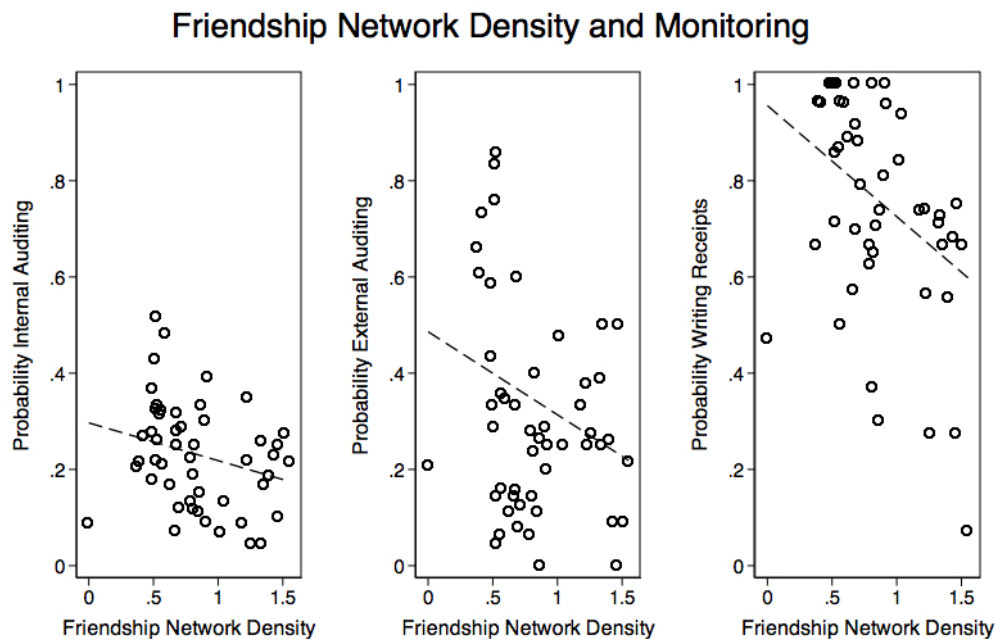 Friendship Network Density and Monitoring
Probability Internal Auditing
1
.8
.6
.4
.2
0
0 .5 1 1.5
Friendship Network Density
Probability External Auditing
1
.8
.6
.4
.2
0
0 .5 1 1.5
Friendship Network Density
Probability Writing Receipts
1
.8
.6
.4
.2
0
0 .5 1 1.5
Friendship Network Density